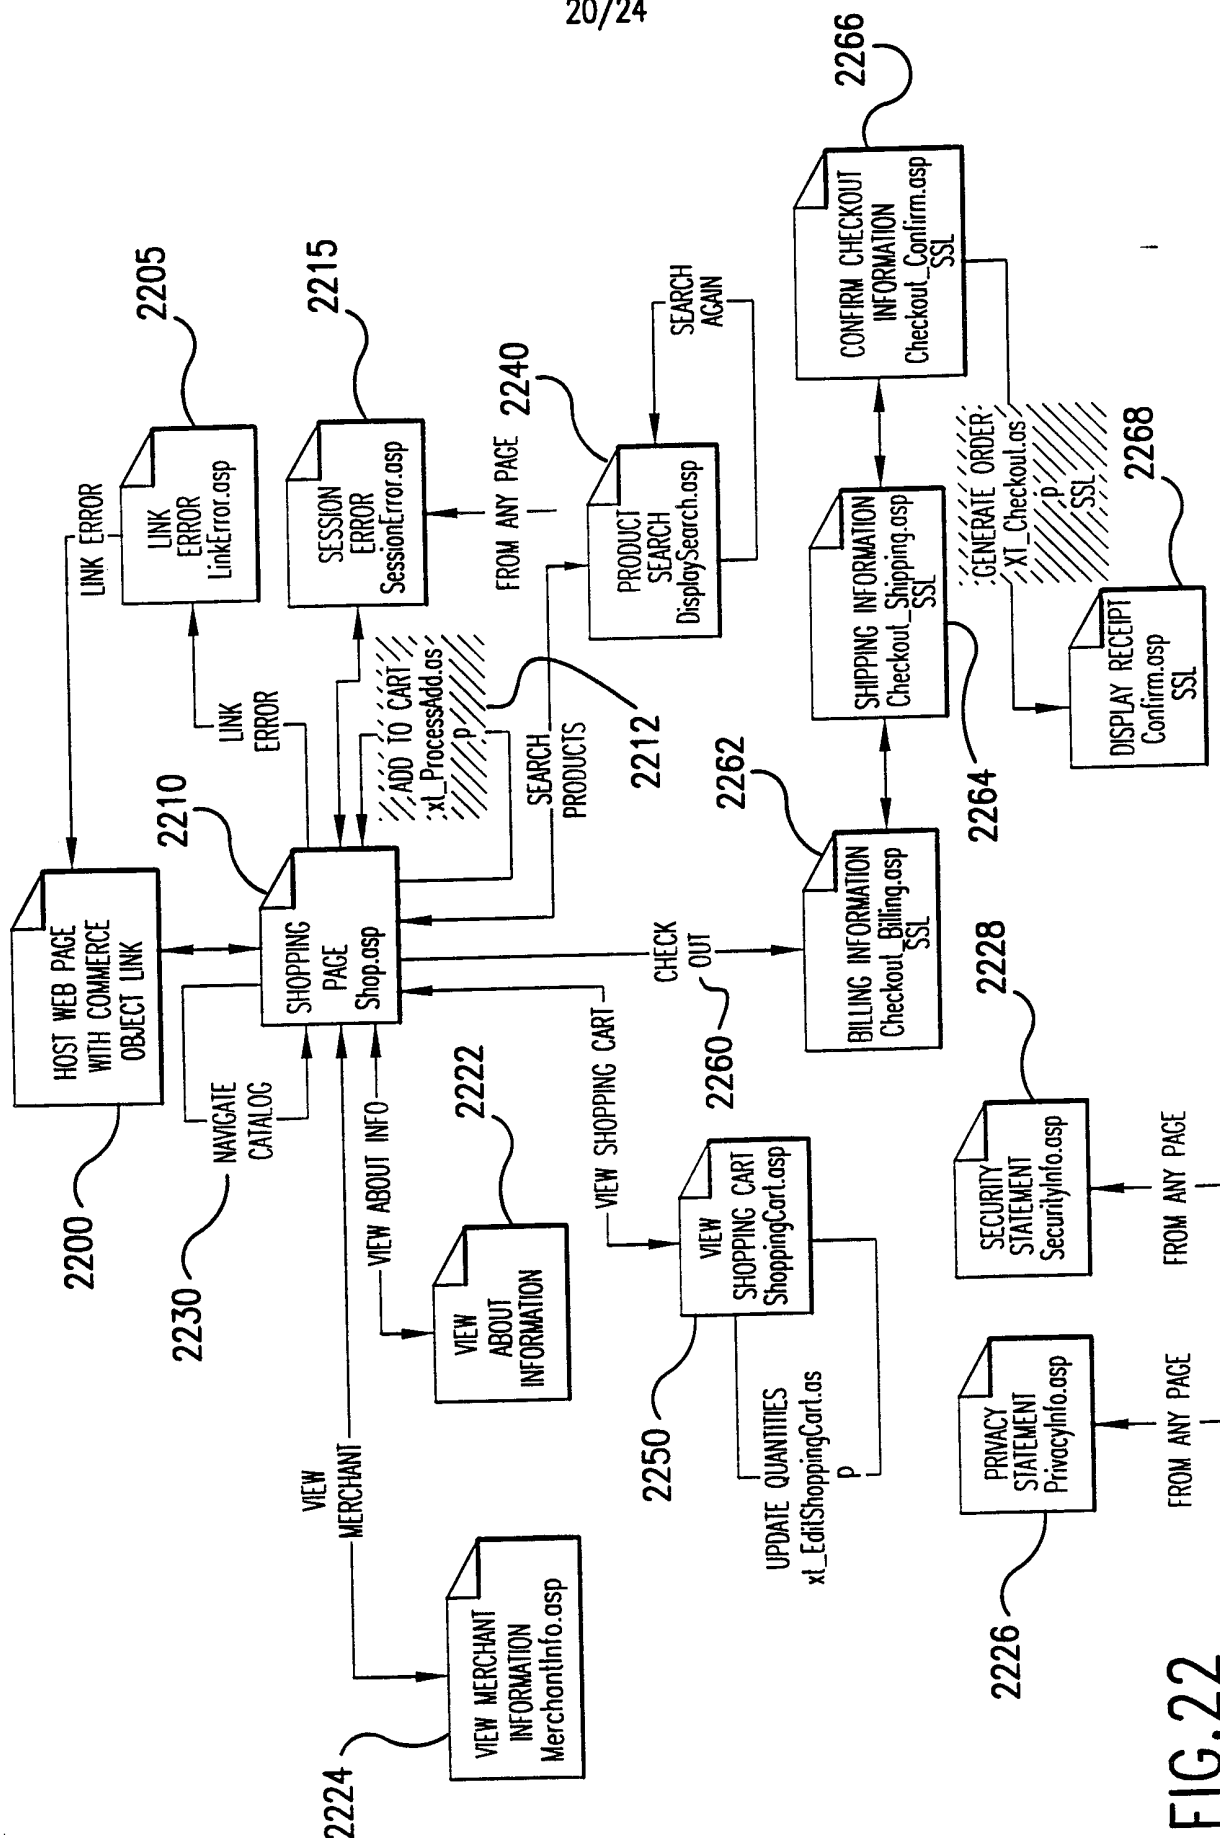 20/24
HOST WEB PAGE
WITH COMMERCE
OBJECT LINK
2200
LINK ERROR
LINK
ERROR
LinkError.asp
2205
LINK
ERROR
SHOPPING
PAGE
Shop.asp
2210
NAVIGATE
CATALOG
2230
SESSION
ERROR
SessionError.asp
2215
FROM ANY PAGE
ADD TO CART
xt_ProcessAdd.as
p
2212
SEARCH
PRODUCTS
PRODUCT
SEARCH
DisplaySearch.asp
2240
SEARCH
AGAIN
VIEW
MERCHANT
VIEW MERCHANT
INFORMATION
MerchantInfo.asp
2224
VIEW ABOUT INFO
VIEW
ABOUT
INFORMATION
2222
VIEW SHOPPING CART
VIEW
SHOPPING CART
ShoppingCart.asp
2250
UPDATE QUANTITIES
xt_EditShoppingCart.as
p
CHECK
OUT
2260
BILLING INFORMATION
Checkout_Billing.asp
SSL
2262
SHIPPING INFORMATION
Checkout_Shipping.asp
SSL
2264
CONFIRM CHECKOUT
INFORMATION
Checkout_Confirm.asp
SSL
2266
GENERATE ORDER
XT_Checkout.as
p
SSL
DISPLAY RECEIPT
Confirm.asp
SSL
2268
PRIVACY
STATEMENT
PrivacyInfo.asp
2226
FROM ANY PAGE
SECURITY
STATEMENT
SecurityInfo.asp
2228
FROM ANY PAGE
FIG.22